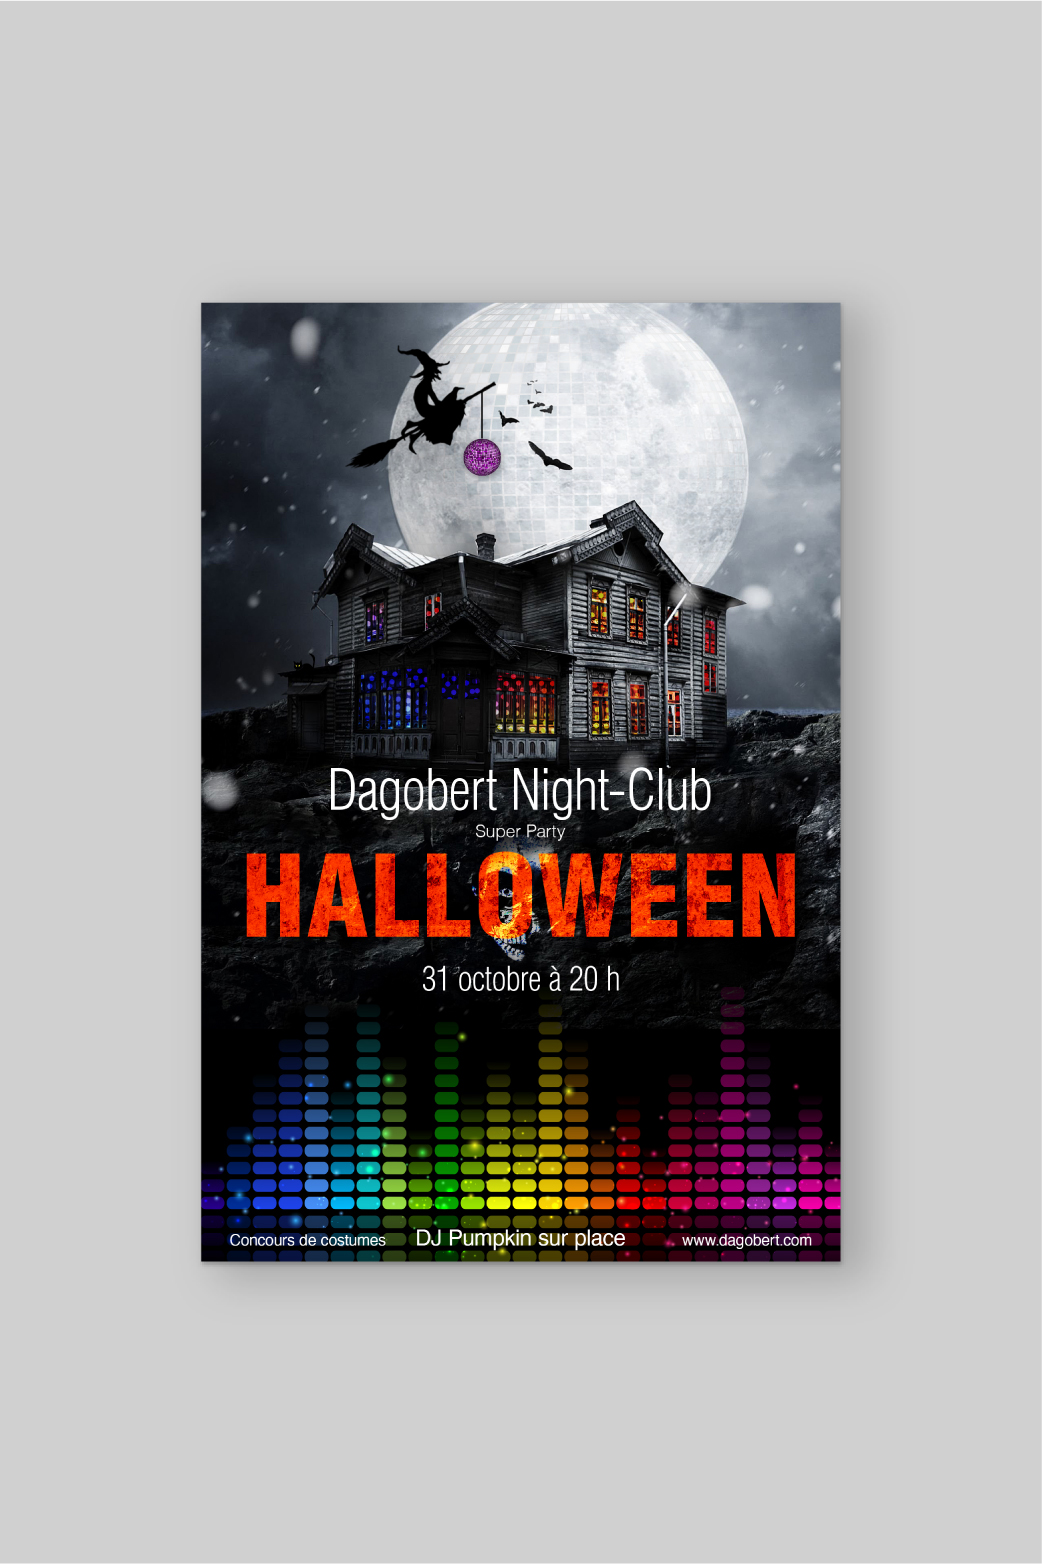 Dagobert Night-Club
Super Party
HALLOWEEN
31 octobre à 20 h
Concours de costumes
DJ Pumpkin sur place
www.dagobert.com